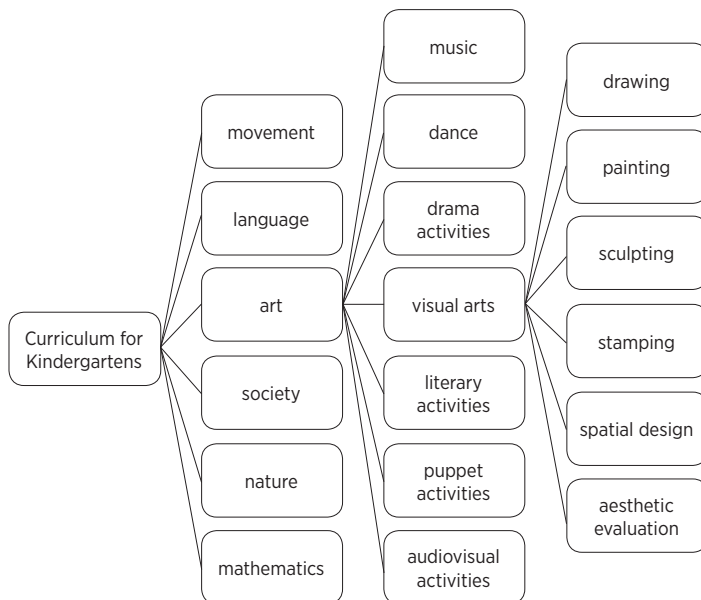 Curriculum for
Kindergartens
movement
language
art
society
nature
mathematics
music
dance
drama
activities
visual arts
literary
activities
puppet
activities
audiovisual
activities
drawing
painting
sculpting
stamping
spatial design
aesthetic
evaluation